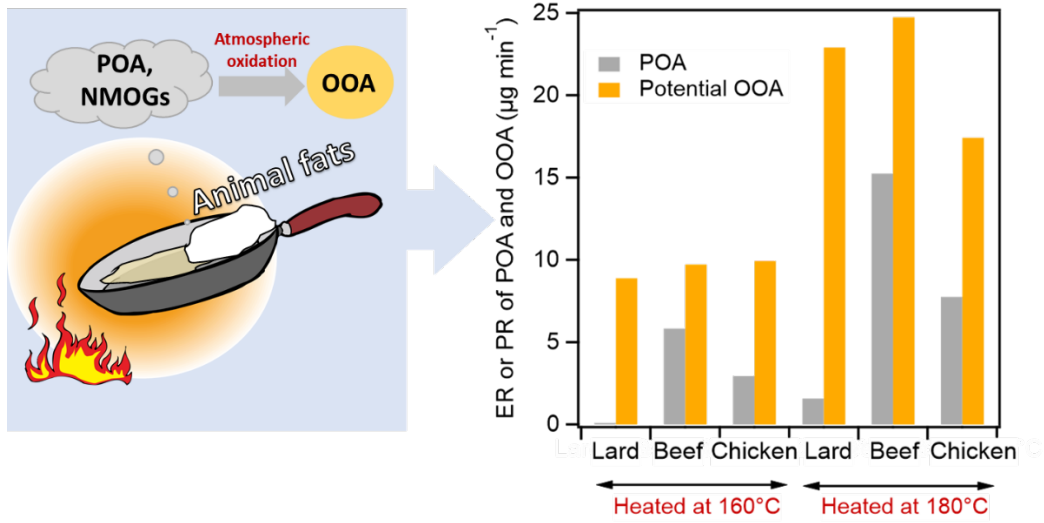 Atmospheric
oxidation
POA,
NMOGs
OOA
Animal fats
ER or PR of POA and OOA (µg min⁻¹)
25
20
15
10
5
0
POA
Potential OOA
Lard Beef Chicken Lard Beef Chicken
Heated at 160°C Heated at 180°C